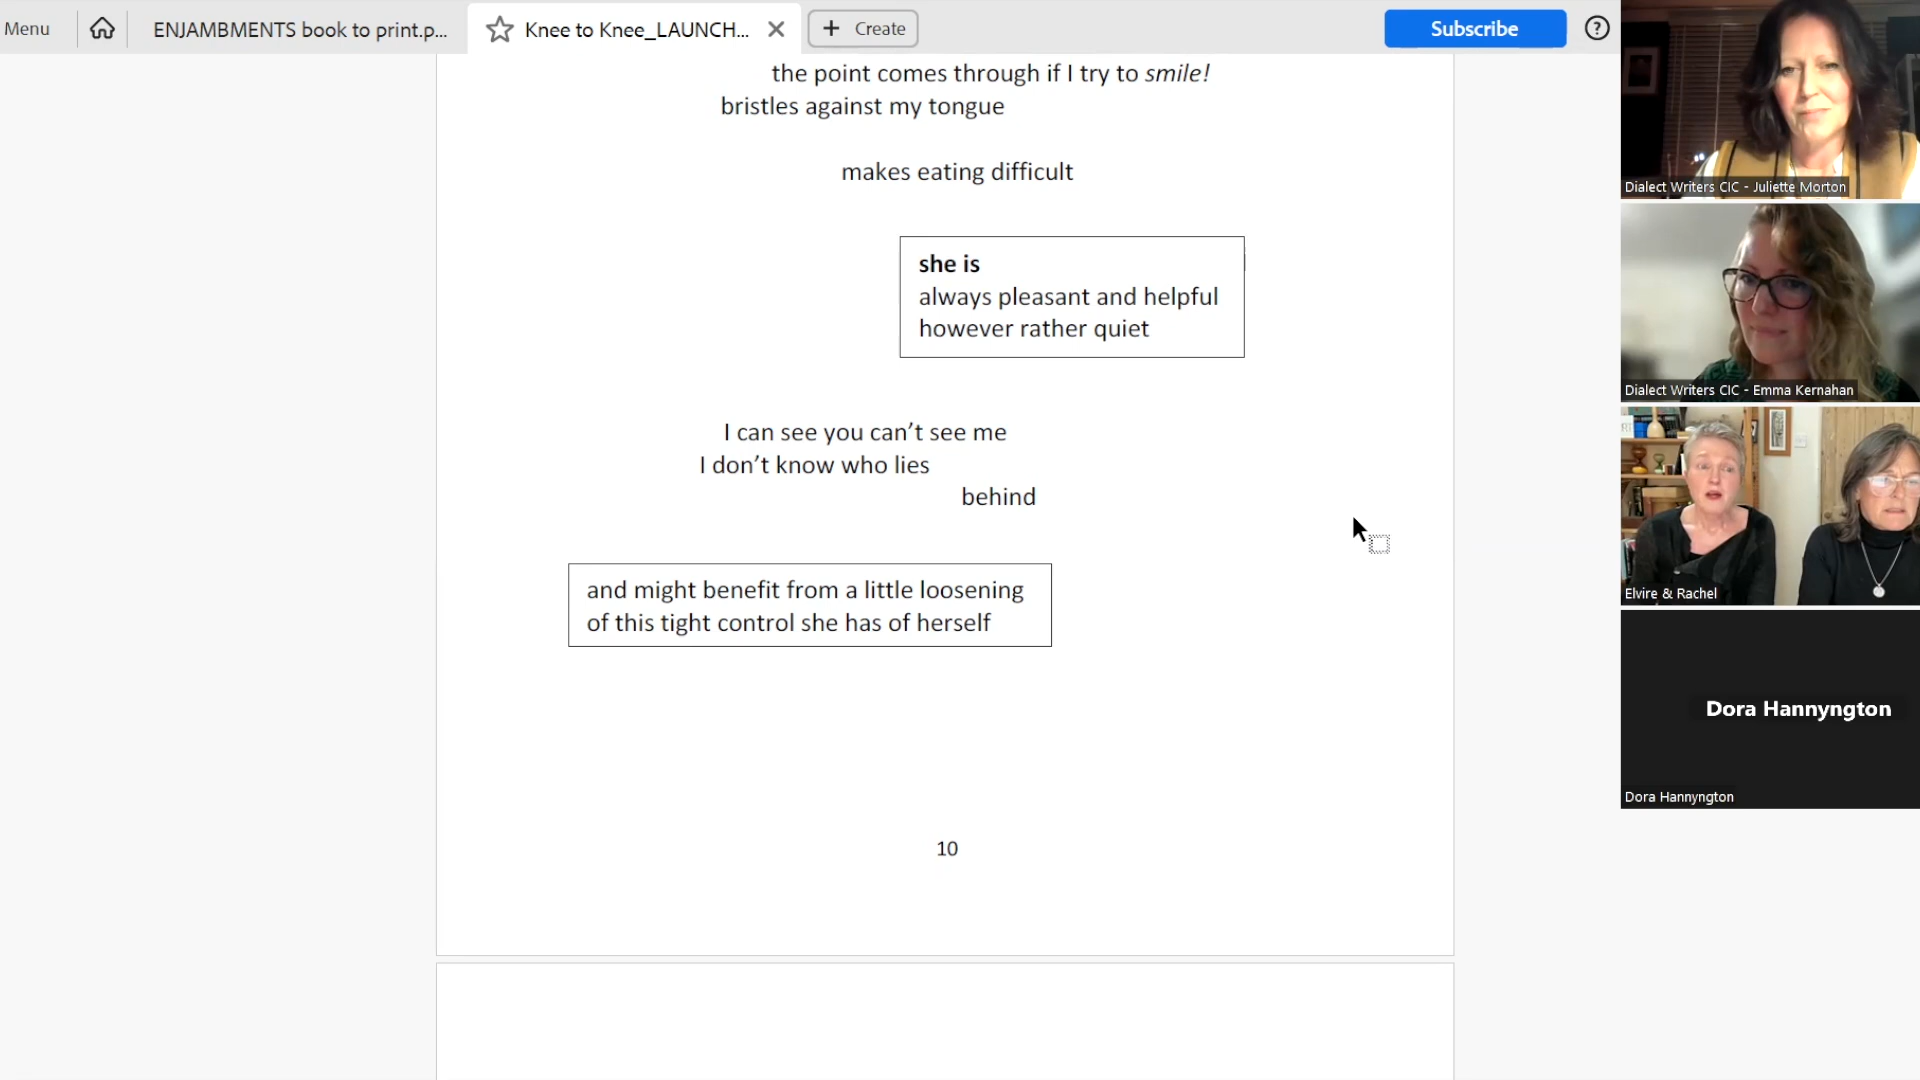 Menu
ENJAMBMENTS book to print.p...
Knee to Knee_LAUNCH...
Create
Subscribe
the point comes through if I try to smile!
bristles against my tongue
makes eating difficult
she is
always pleasant and helpful
however rather quiet
I can see you can’t see me
I don’t know who lies
behind
and might benefit from a little loosening
of this tight control she has of herself
10
Dialect Writers CIC - Juliette Morton
Dialect Writers CIC - Emma Kernahan
Elvire & Rachel
Dora Hannyngton
Dora Hannyngton